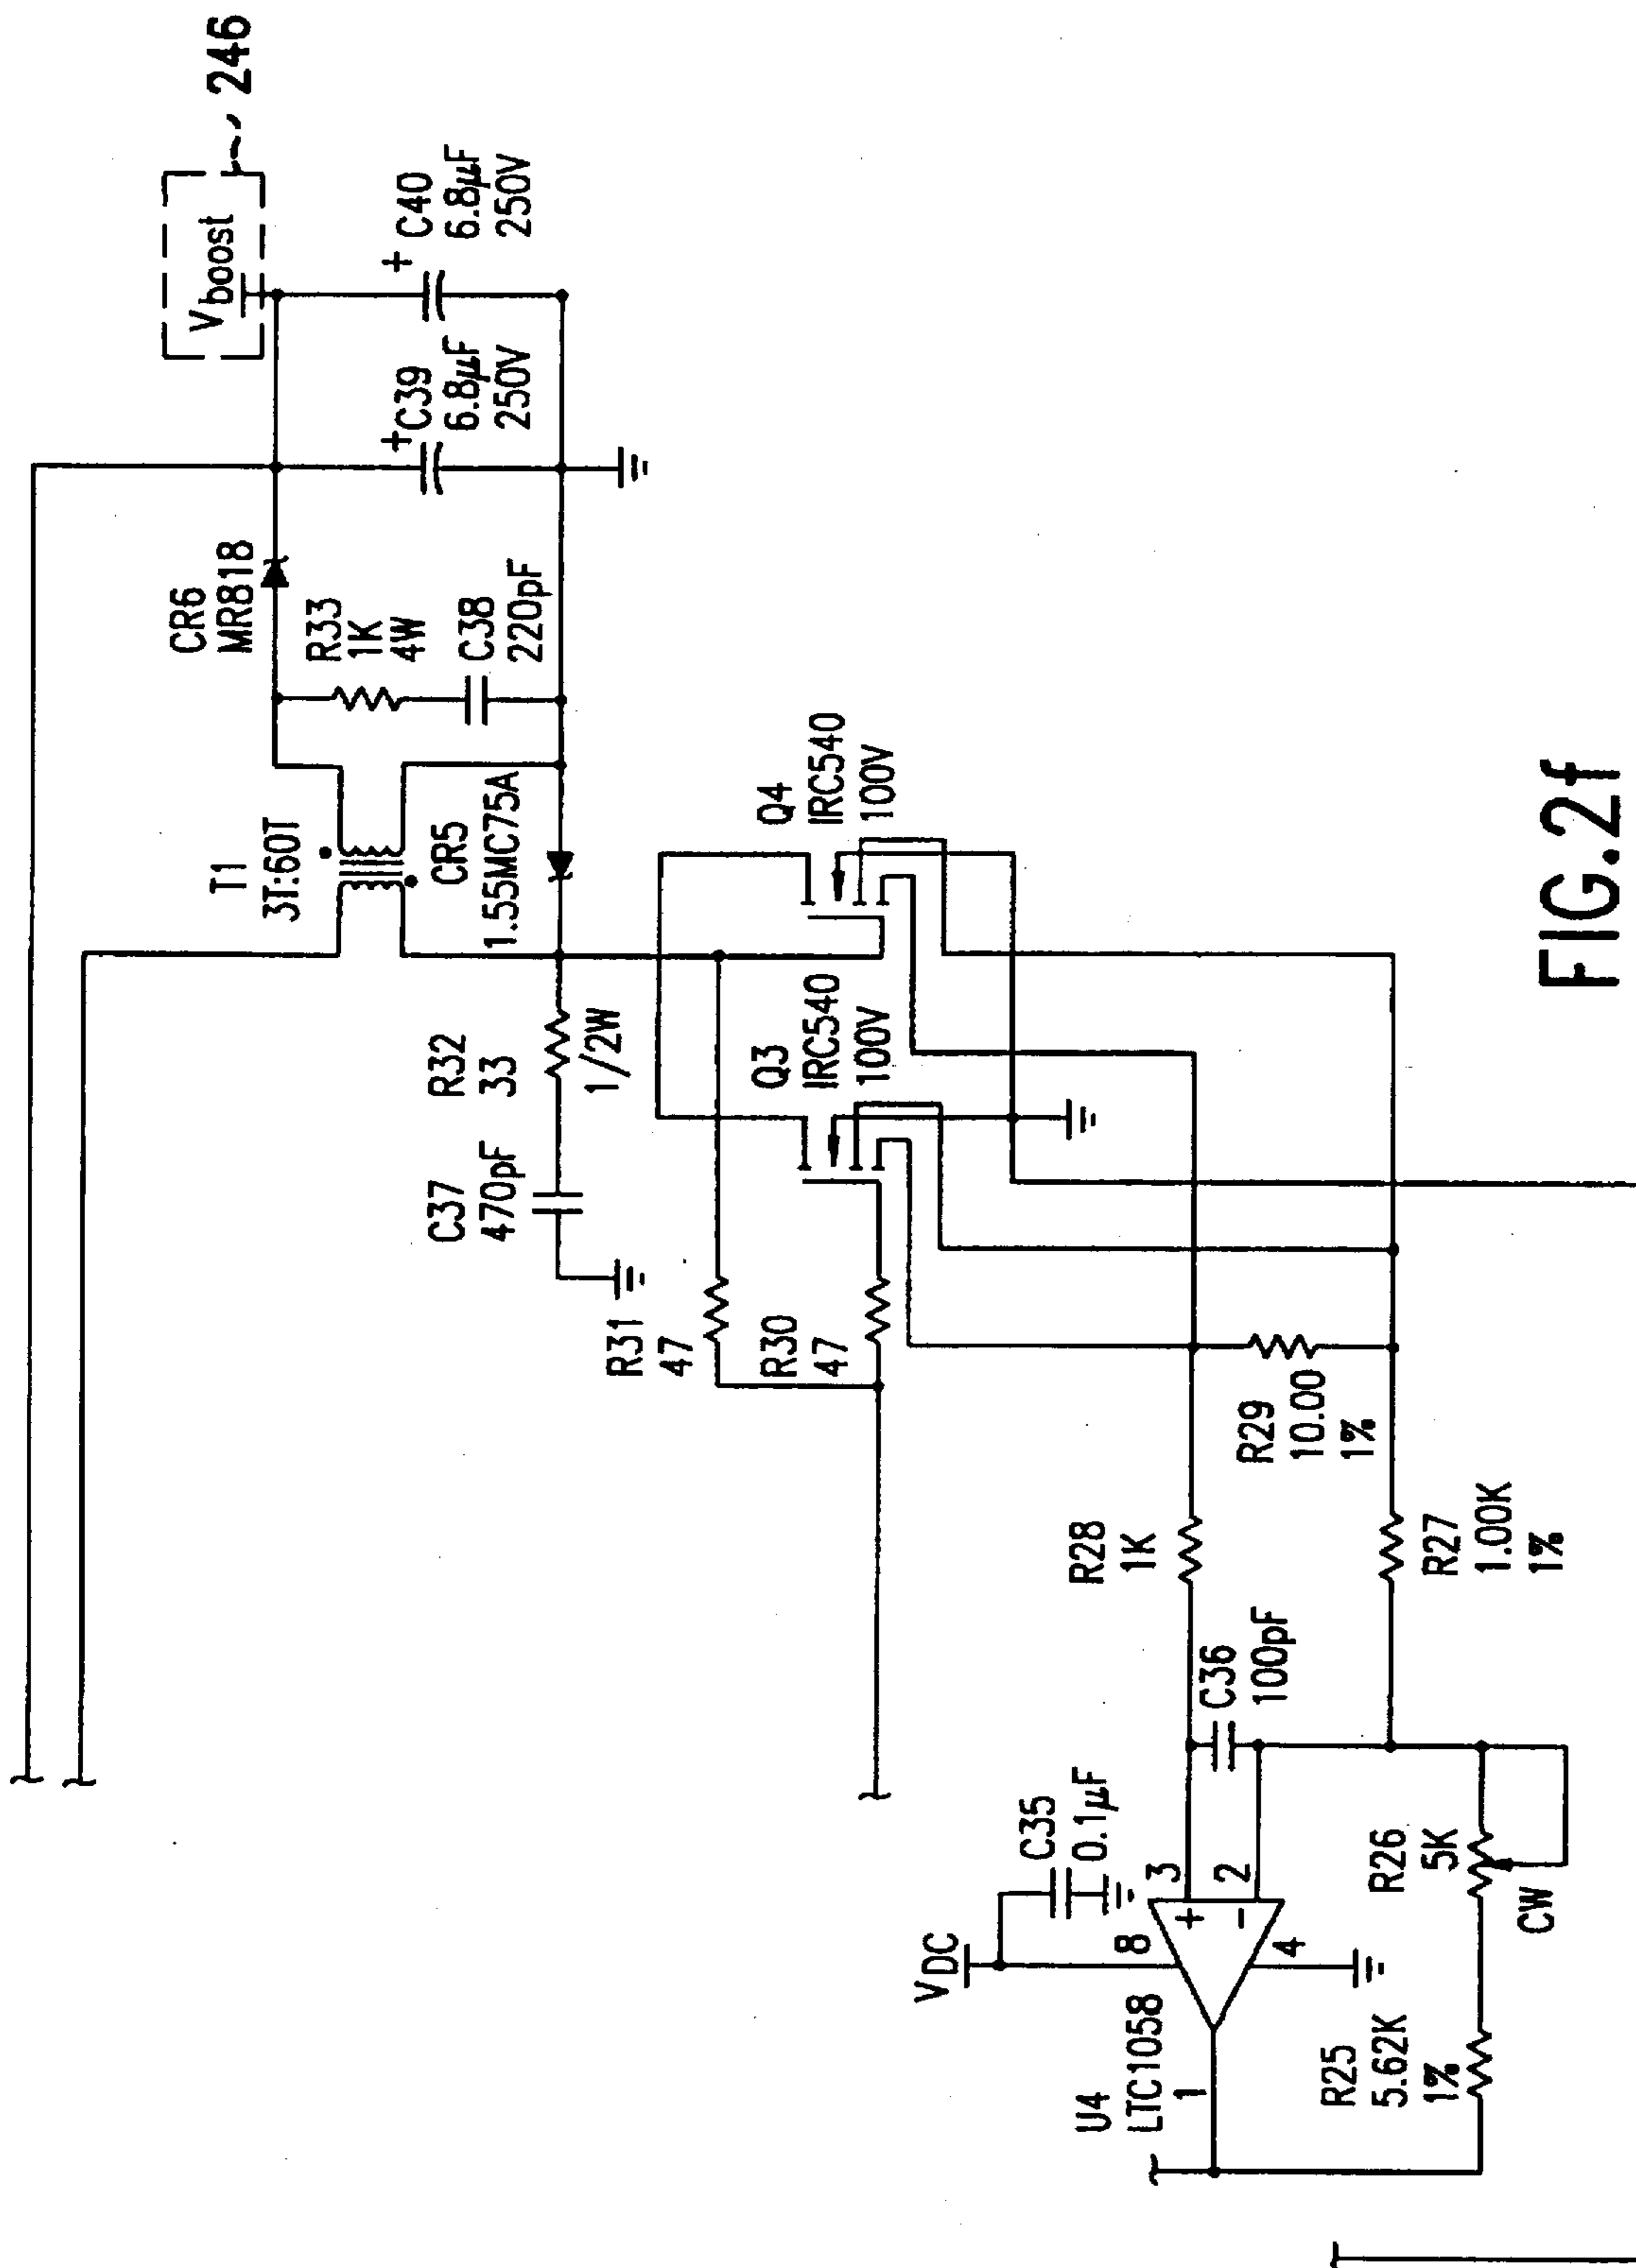 V boost
246
CR6
MR818
R33
1K
4W
C38
220pF
+
C39
6.8µF
250V
+
C40
6.8µF
250V
T1
3T:60T
CR5
1.55MC75A
R32
33
1/2W
C37
470pF
R31
47
R30
47
Q3
IRC540
100V
Q4
IRC540
100V
R29
10.00
1%
R28
1K
R27
1.00K
1%
C36
100pF
C35
0.1µF
VDC
U4
LTC1058
8
3
+
2
−
4
1
R26
5K
CW
R25
5.62K
1%
FIG.2f